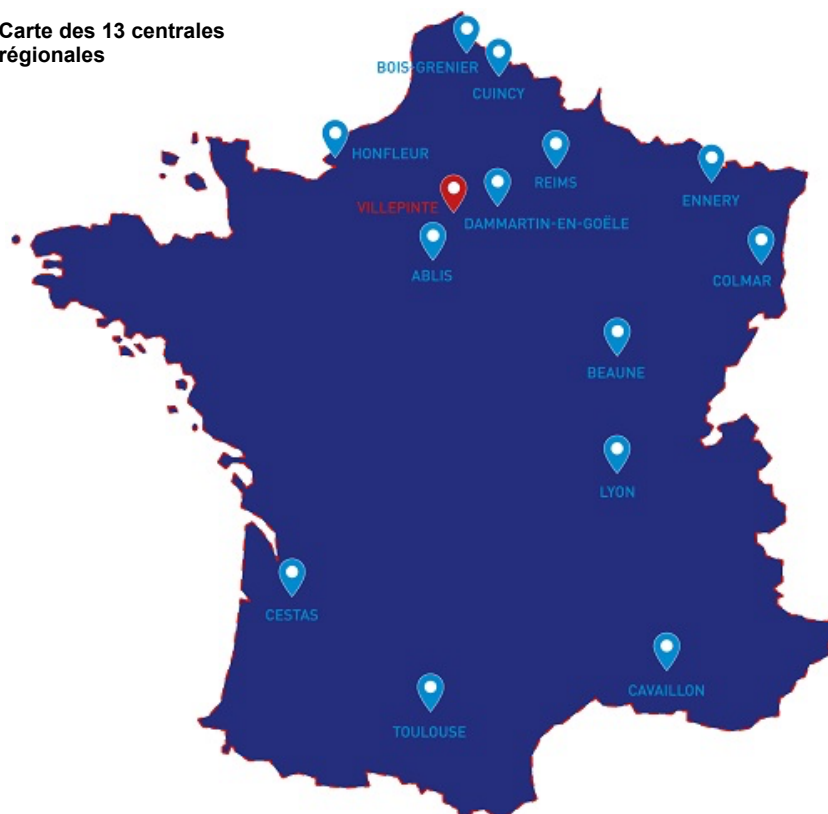 Carte des 13 centrales
régionales
BOIS-GRENIER
CUINCY
HONFLEUR
REIMS
ENNERY
VILLEPINTE
DAMMARTIN-EN-GOËLE
ABLIS
COLMAR
BEAUNE
LYON
CESTAS
CAVAILLON
TOULOUSE